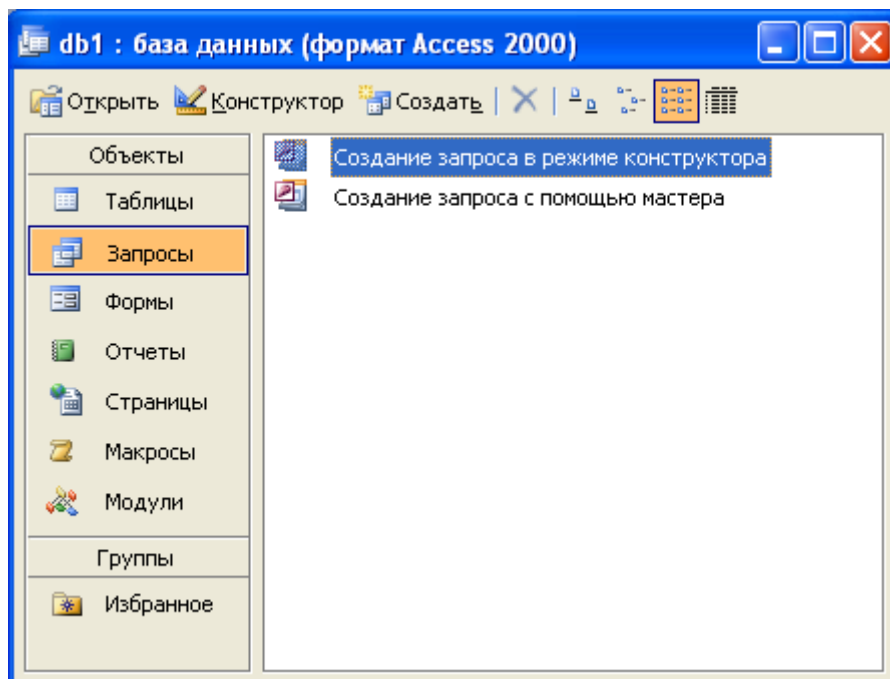 db1 : база данных (формат Access 2000)
Открыть Конструктор Создать
Объекты
Таблицы
Запросы
Формы
Отчеты
Страницы
Макросы
Модули
Группы
Избранное
Создание запроса в режиме конструктора
Создание запроса с помощью мастера